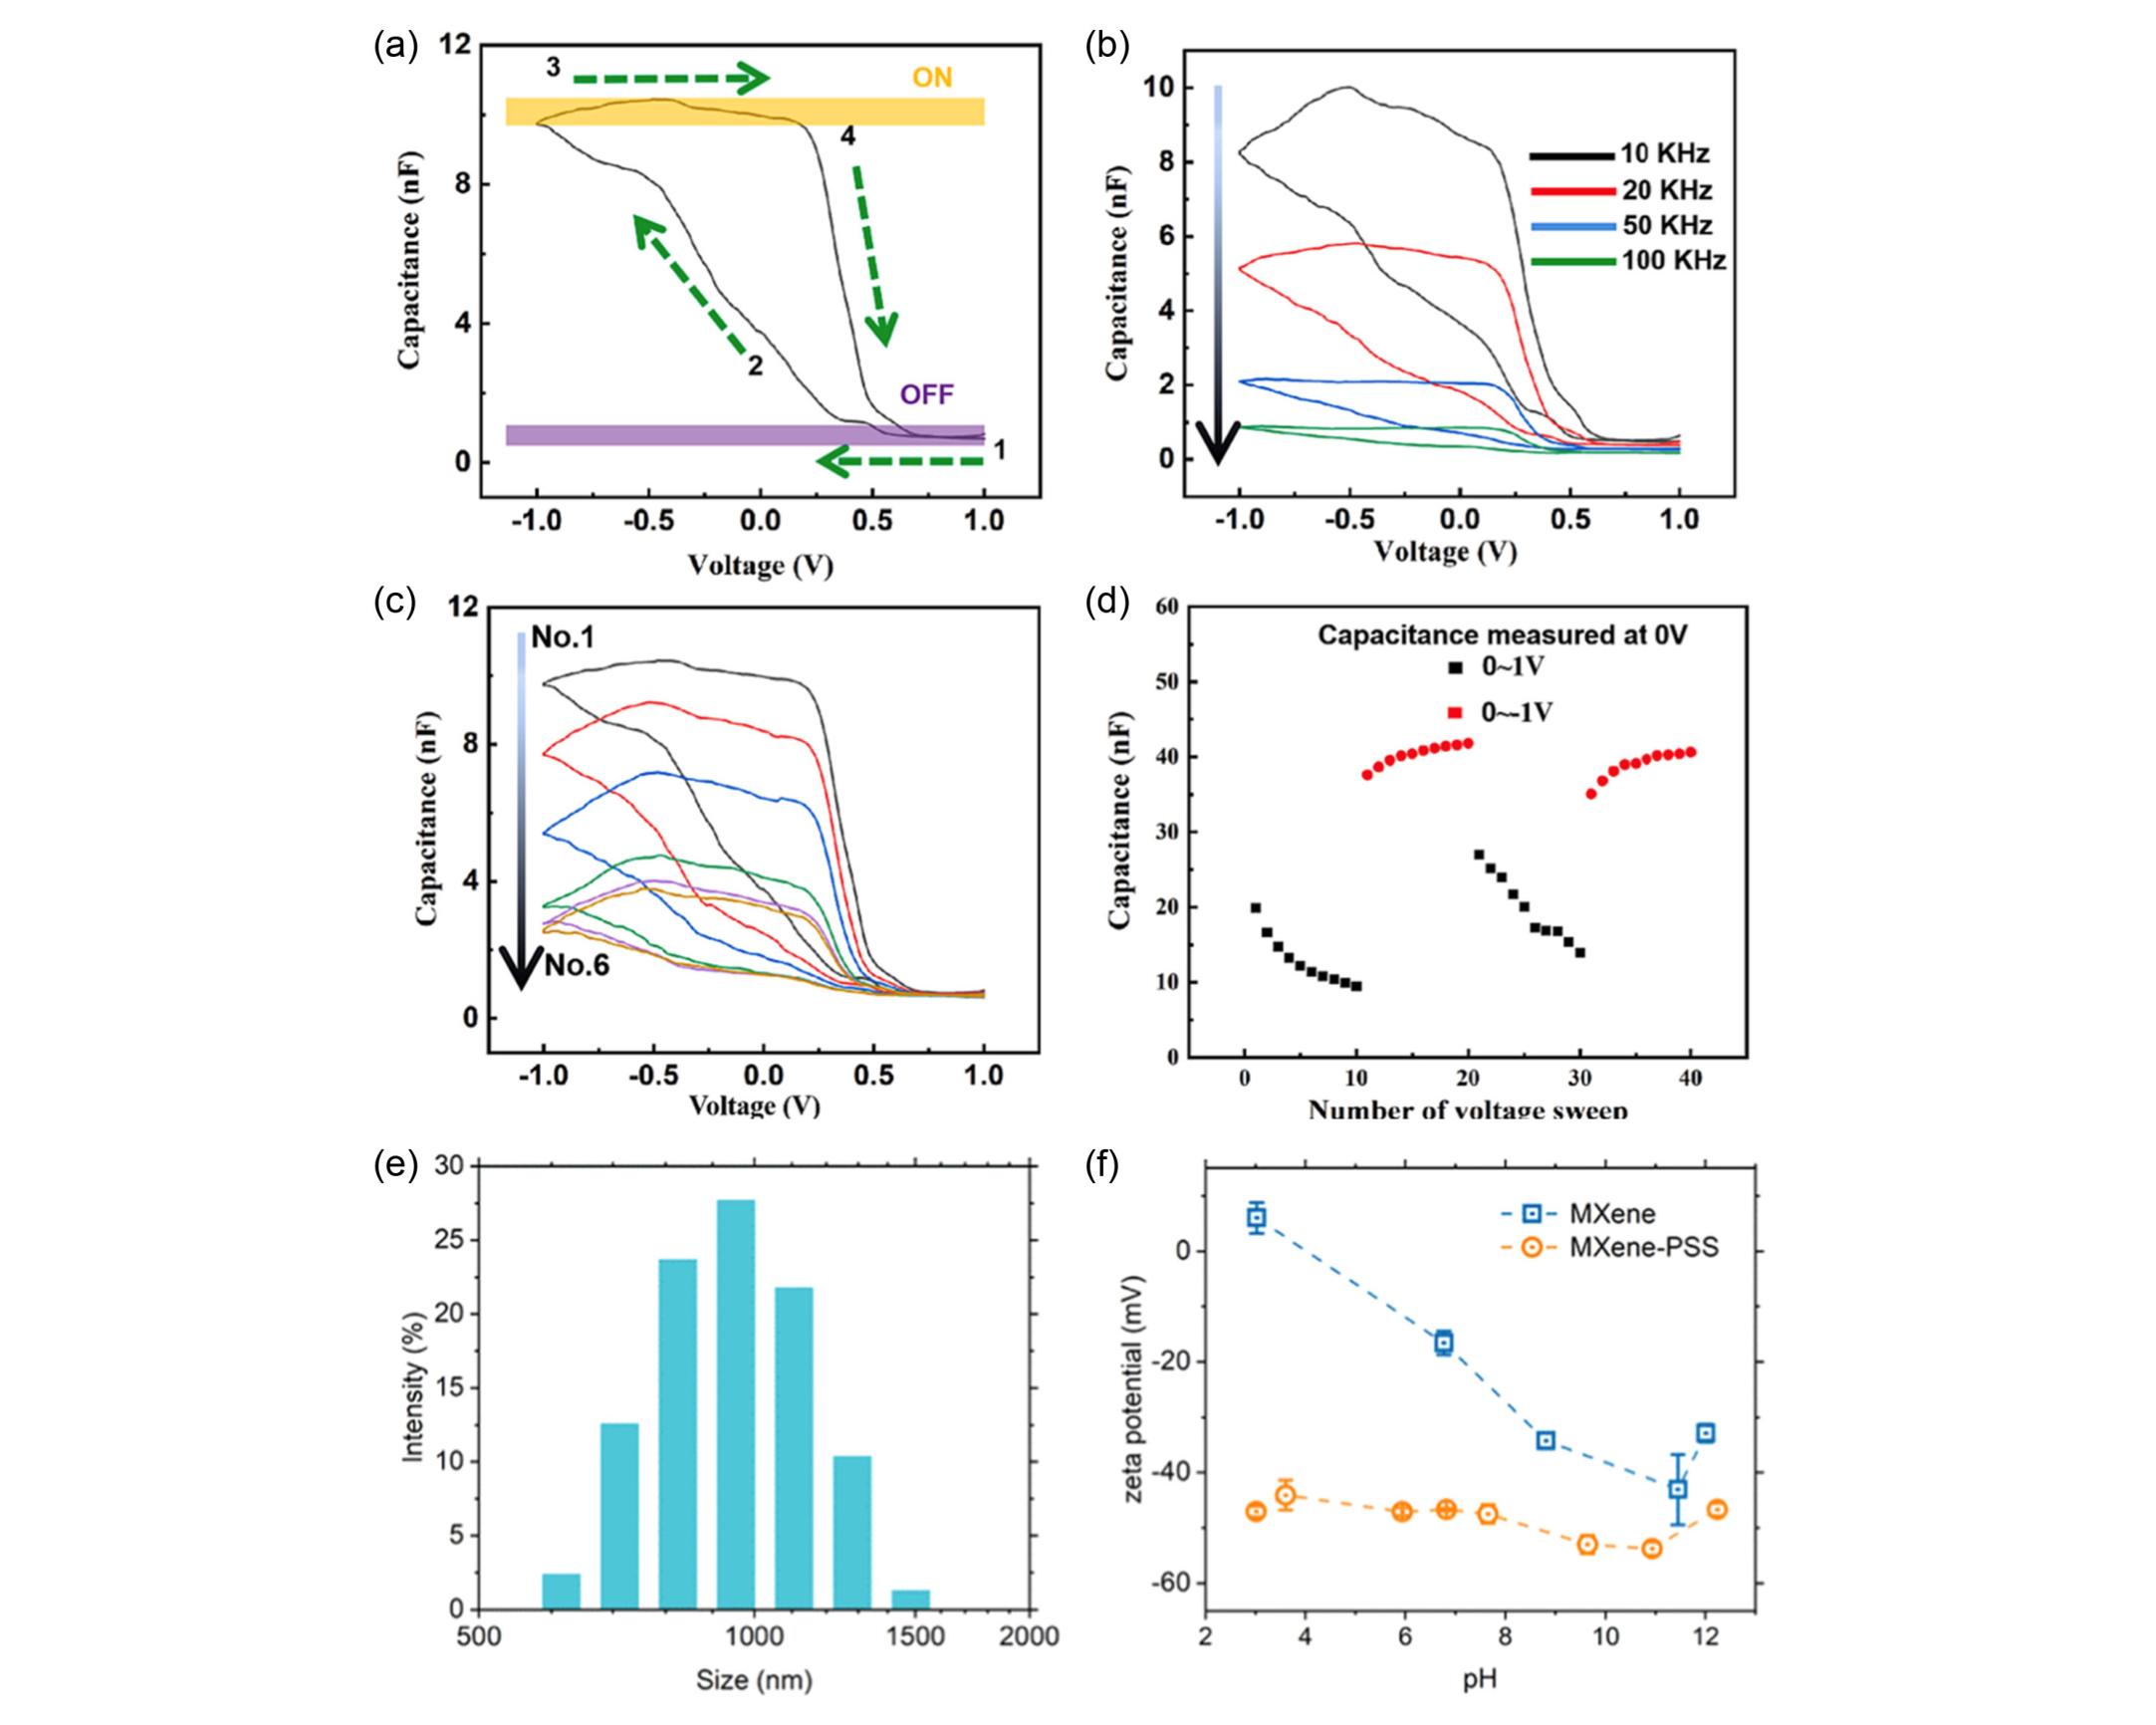 (a)
12
8
4
0
Capacitance (nF)
3
ON
4
2
OFF
1
-1.0 -0.5 0.0 0.5 1.0
Voltage (V)
(b)
10
8
6
4
2
0
Capacitance (nF)
10 KHz
20 KHz
50 KHz
100 KHz
-1.0 -0.5 0.0 0.5 1.0
Voltage (V)
(c)
12
8
4
0
Capacitance (nF)
No.1
No.6
-1.0 -0.5 0.0 0.5 1.0
Voltage (V)
(d)
60
50
40
30
20
10
0
Capacitance (nF)
Capacitance measured at 0V
0~1V
0~-1V
0 10 20 30 40
Number of voltage sweep
(e)
30
25
20
15
10
5
0
Intensity (%)
500 1000 1500 2000
Size (nm)
(f)
0
-20
-40
-60
zeta potential (mV)
MXene
MXene-PSS
2 4 6 8 10 12
pH